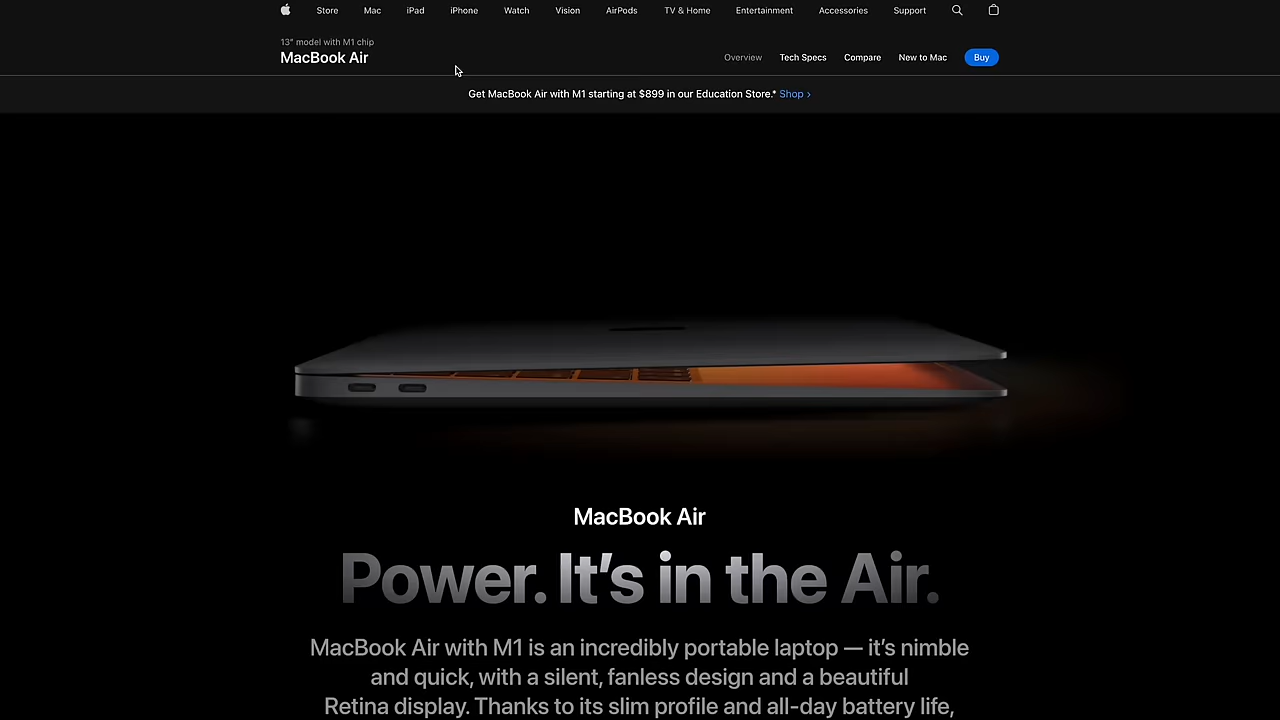 Store Mac iPad iPhone Watch Vision AirPods TV & Home Entertainment Accessories Support
13" model with M1 chip
MacBook Air
Overview Tech Specs Compare New to Mac Buy
Get MacBook Air with M1 starting at $899 in our Education Store.* Shop >
MacBook Air
Power. It’s in the Air.
MacBook Air with M1 is an incredibly portable laptop — it’s nimble
and quick, with a silent, fanless design and a beautiful
Retina display. Thanks to its slim profile and all-day battery life,